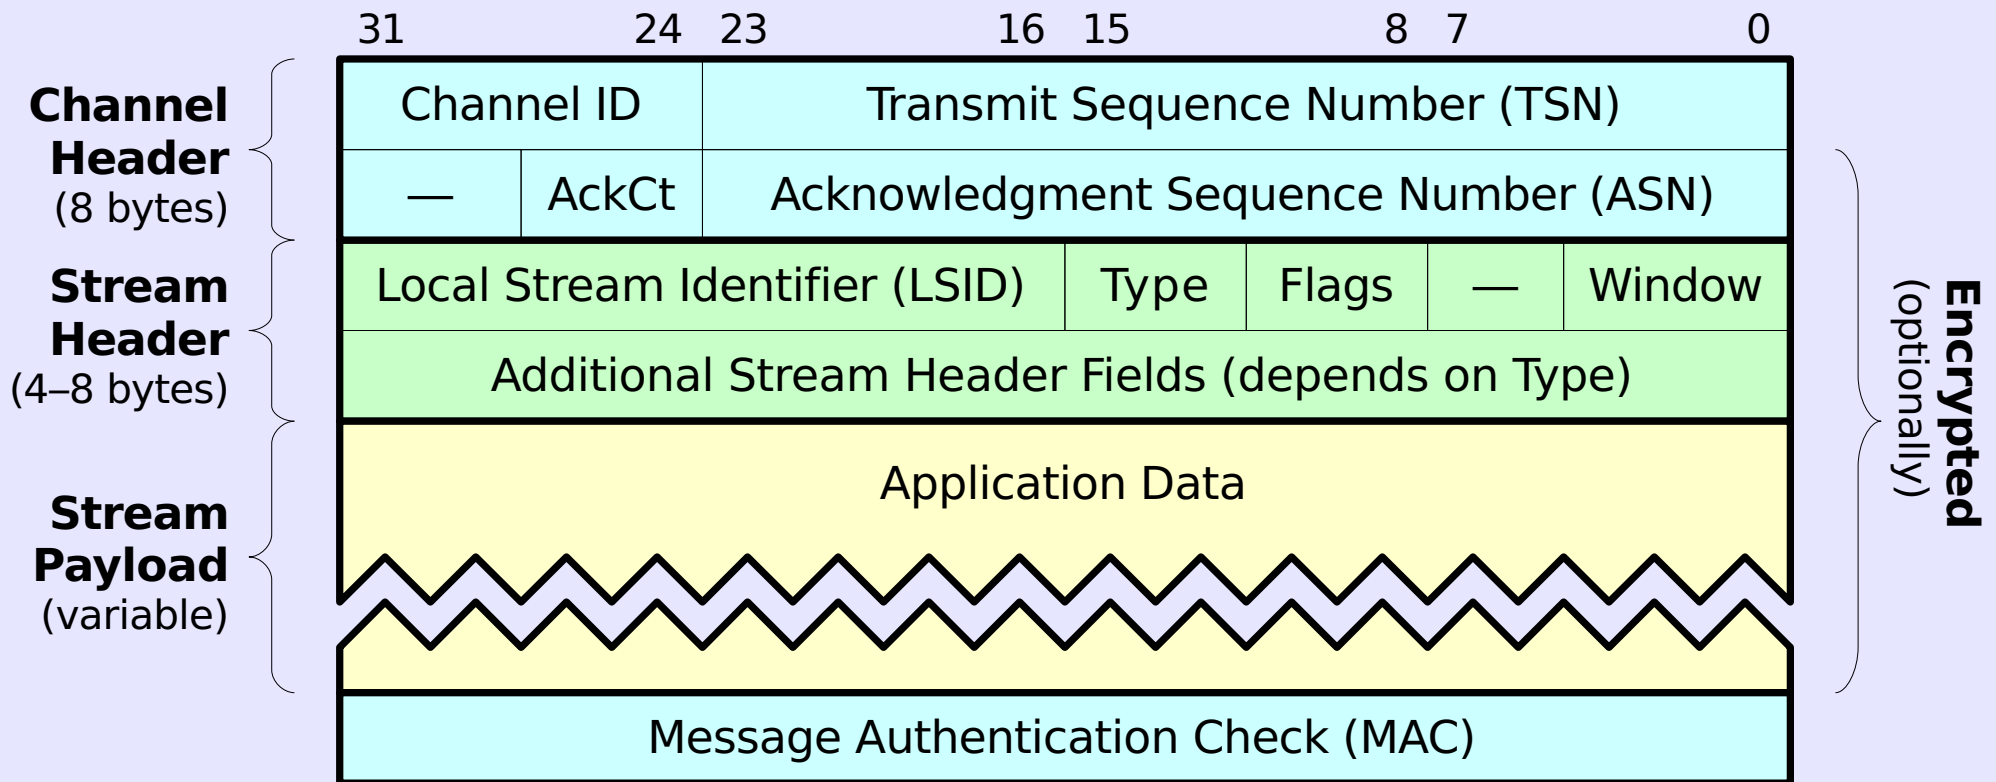 31 24 23 16 15 8 7 0
Channel
Header
(8 bytes)
Channel ID
Transmit Sequence Number (TSN)
—
AckCt
Acknowledgment Sequence Number (ASN)
Stream
Header
(4–8 bytes)
Local Stream Identifier (LSID)
Type
Flags
—
Window
Additional Stream Header Fields (depends on Type)
Stream
Payload
(variable)
Application Data
Message Authentication Check (MAC)
Encrypted
(optionally)